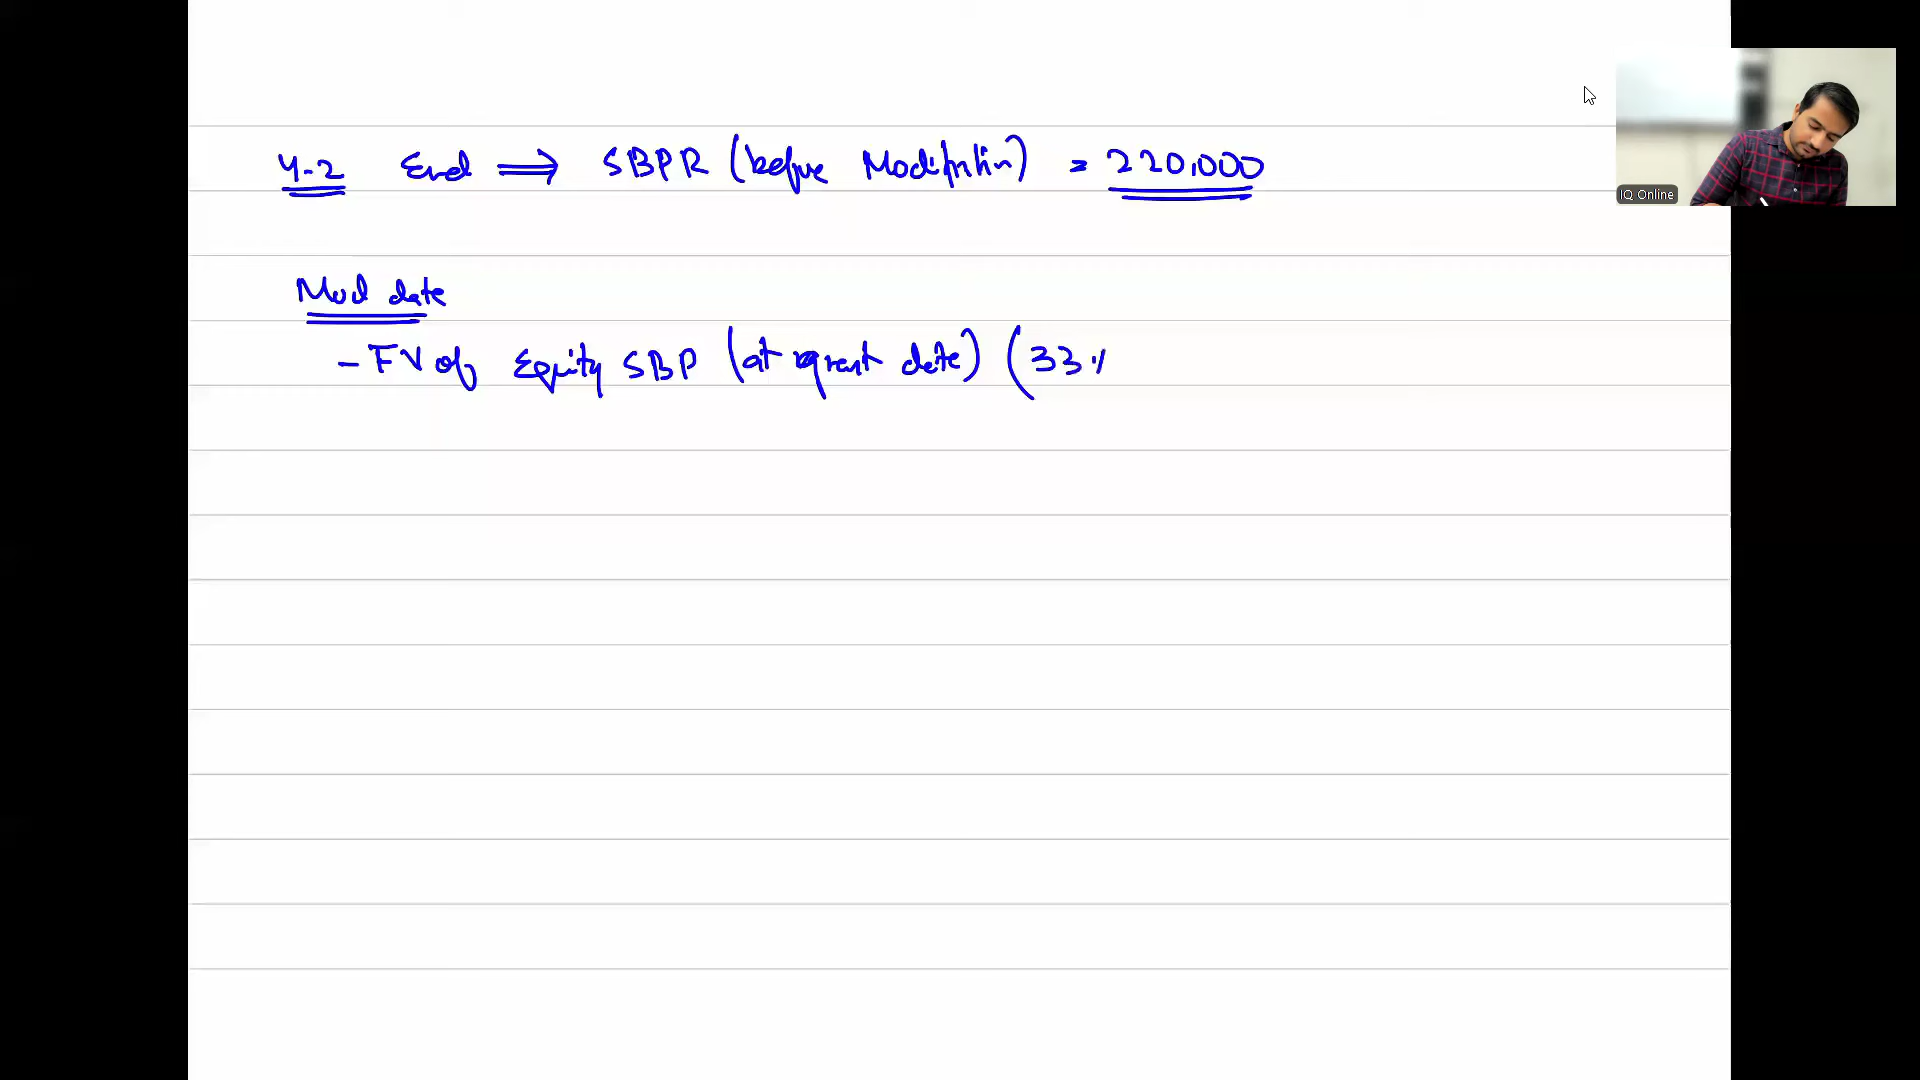 Y-2 End ⇒ SBPR (before Modification) = 220,000
Mod date
- FV of Equity SBP (at grant date) (33 x
IQ Online